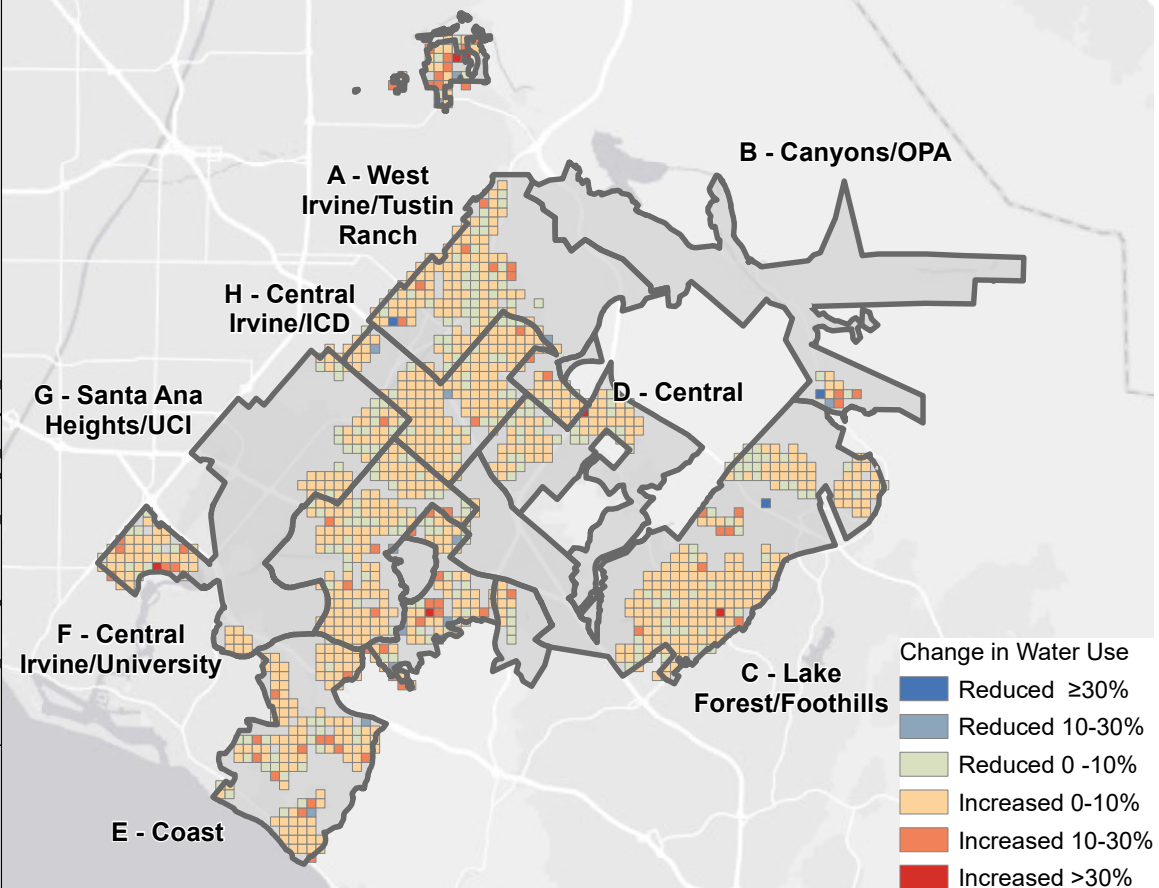 B - Canyons/OPA
A - West
Irvine/Tustin
Ranch
H - Central
Irvine/ICD
G - Santa Ana
Heights/UCI
D - Central
F - Central
Irvine/University
C - Lake
Forest/Foothills
E - Coast
Change in Water Use
Reduced ≥30%
Reduced 10-30%
Reduced 0 -10%
Increased 0-10%
Increased 10-30%
Increased >30%